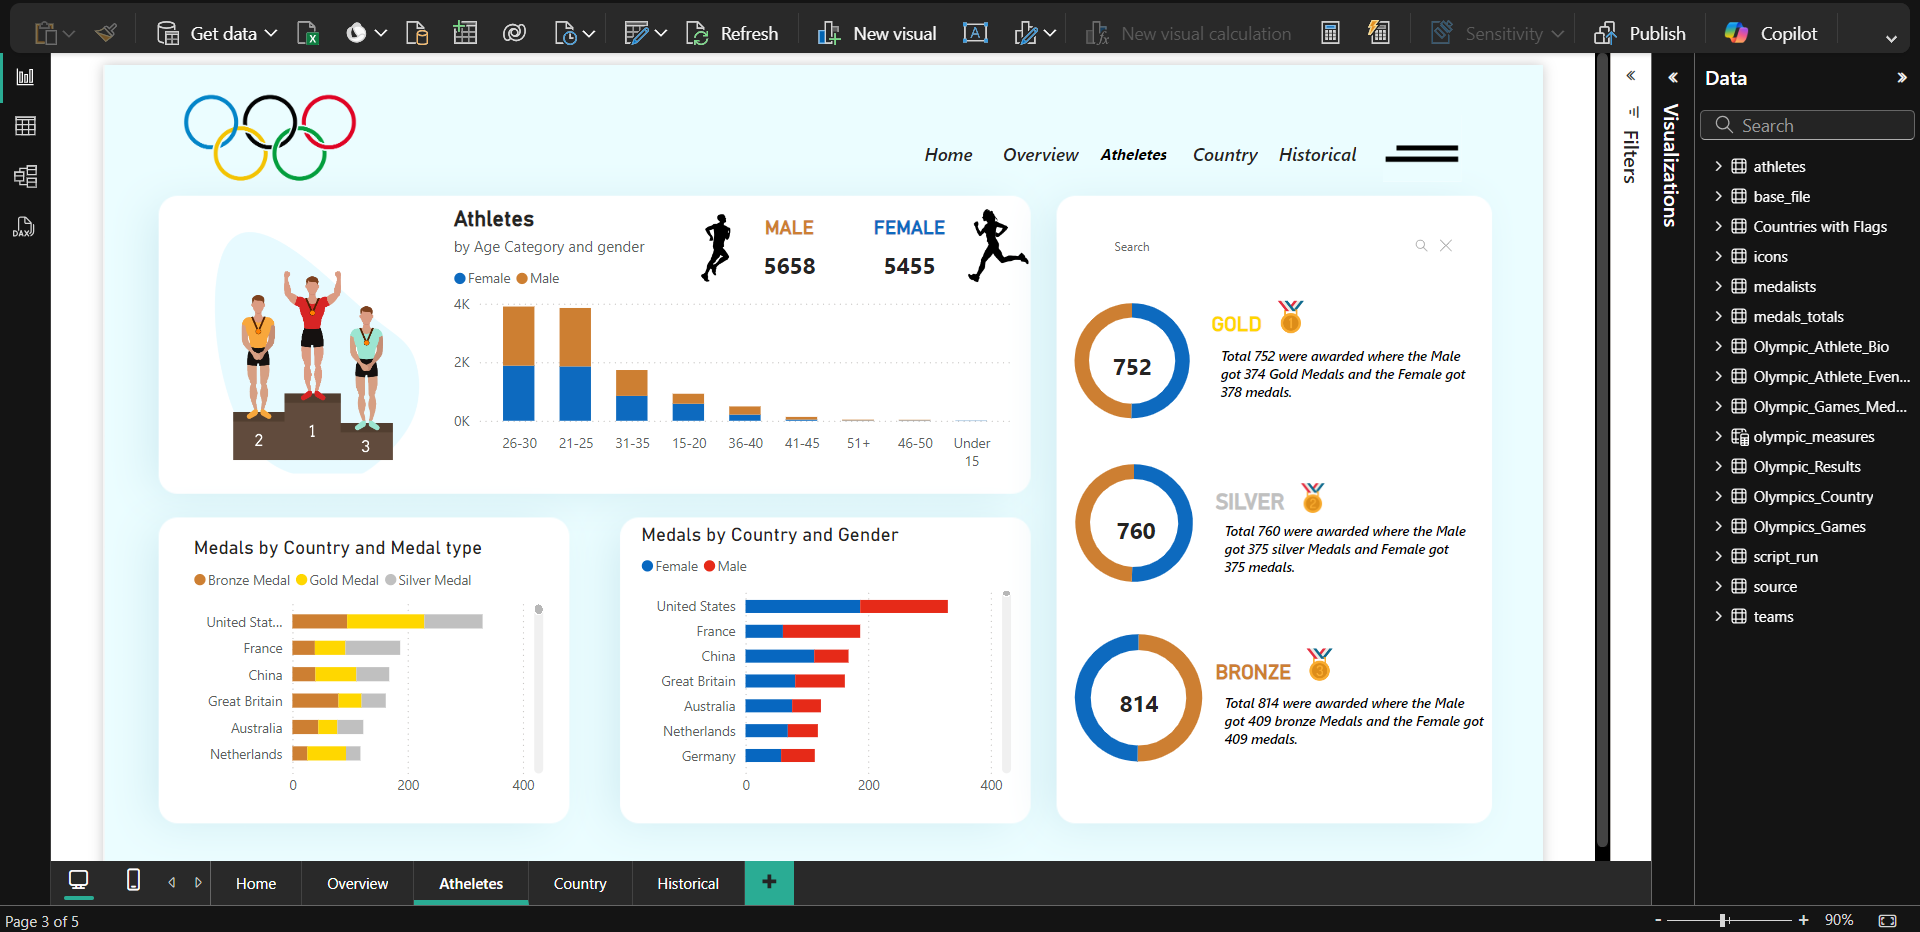 Get data
Refresh
New visual
New visual calculation
Sensitivity
Publish
Copilot
Home
Overview
Atheletes
Country
Historical
Athletes
by Age Category and gender
Female
Male
MALE
5658
FEMALE
5455
4K
2K
0K
26-30
21-25
31-35
15-20
36-40
41-45
51+
46-50
Under
15
2
1
3
Medals by Country and Medal type
Bronze Medal
Gold Medal
Silver Medal
United Stat...
France
China
Great Britain
Australia
Netherlands
0
200
400
Medals by Country and Gender
Female
Male
United States
France
China
Great Britain
Australia
Netherlands
Germany
0
200
400
Search
752
GOLD
1
Total 752 were awarded where the Male
got 374 Gold Medals and the Female got
378 medals.
760
SILVER
2
Total 760 were awarded where the Male
got 375 silver Medals and Female got
375 medals.
814
BRONZE
3
Total 814 were awarded where the Male
got 409 bronze Medals and the Female got
409 medals.
Filters
Visualizations
Data
Search
athletes
base_file
Countries with Flags
icons
medalists
medals_totals
Olympic_Athlete_Bio
Olympic_Athlete_Even...
Olympic_Games_Med...
olympic_measures
Olympic_Results
Olympics_Country
Olympics_Games
script_run
source
teams
DAX
Home
Overview
Atheletes
Country
Historical
+
Page 3 of 5
-
+
90%